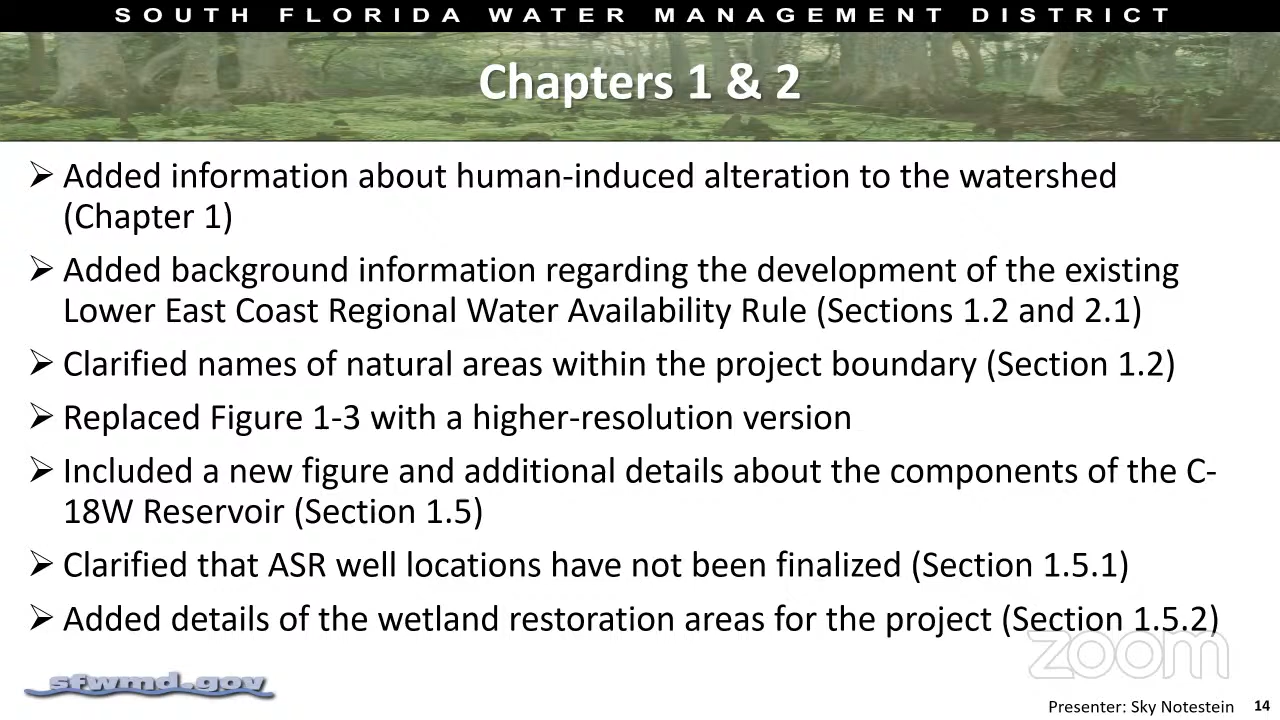 SOUTH FLORIDA WATER MANAGEMENT DISTRICT
Chapters 1 & 2
➢ Added information about human-induced alteration to the watershed
(Chapter 1)
➢ Added background information regarding the development of the existing
Lower East Coast Regional Water Availability Rule (Sections 1.2 and 2.1)
➢ Clarified names of natural areas within the project boundary (Section 1.2)
➢ Replaced Figure 1-3 with a higher-resolution version
➢ Included a new figure and additional details about the components of the C-
18W Reservoir (Section 1.5)
➢ Clarified that ASR well locations have not been finalized (Section 1.5.1)
➢ Added details of the wetland restoration areas for the project (Section 1.5.2)
zoom
sfwmd.gov
Presenter: Sky Notestein 14